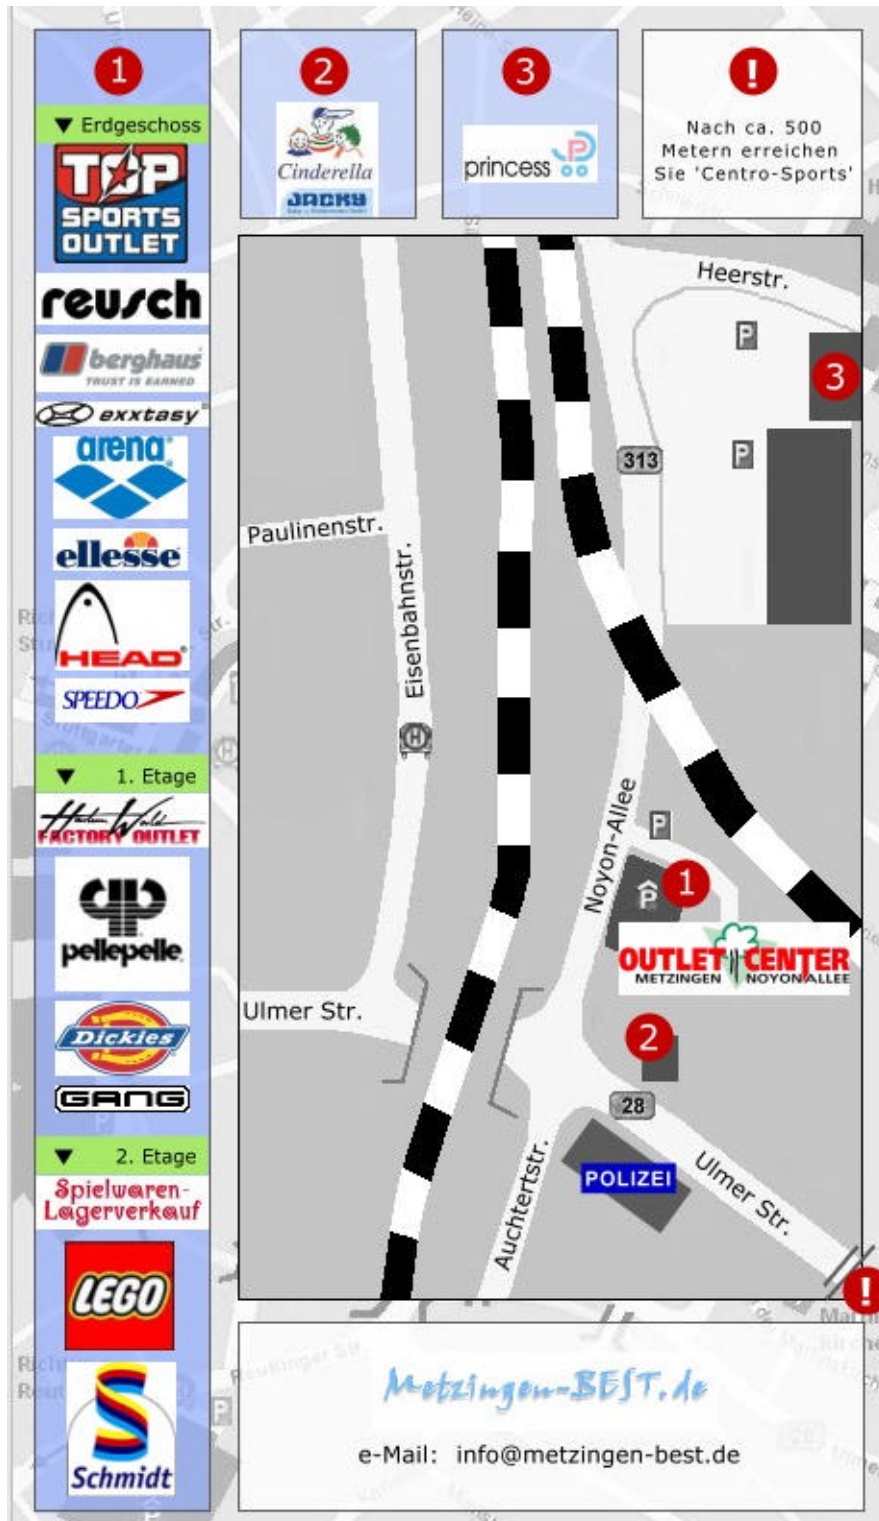 1
▼ Erdgeschoss
TOP
SPORTS
OUTLET
reusch
berghaus
TRUST IS EARNED
exxtasy
arena
ellesse
HEAD
SPEEDO
▼ 1. Etage
FACTORY OUTLET
pellepelle
Dickies
GANG
▼ 2. Etage
Spielwaren-
Lagerverkauf
LEGO
Schmidt
2
Cinderella
JACKY
3
princess
P
!
Nach ca. 500
Metern erreichen
Sie 'Centro-Sports'
Heerstr.
P
3
313
P
Paulinenstr.
Eisenbahnstr.
H
Noyon-Allee
P
1
P
OUTLET CENTER
METZINGEN NOYON ALLEE
Ulmer Str.
2
28
POLIZEI
Ulmer Str.
Auchtertstr.
!
Metzingen-BEST.de
e-Mail: info@metzingen-best.de